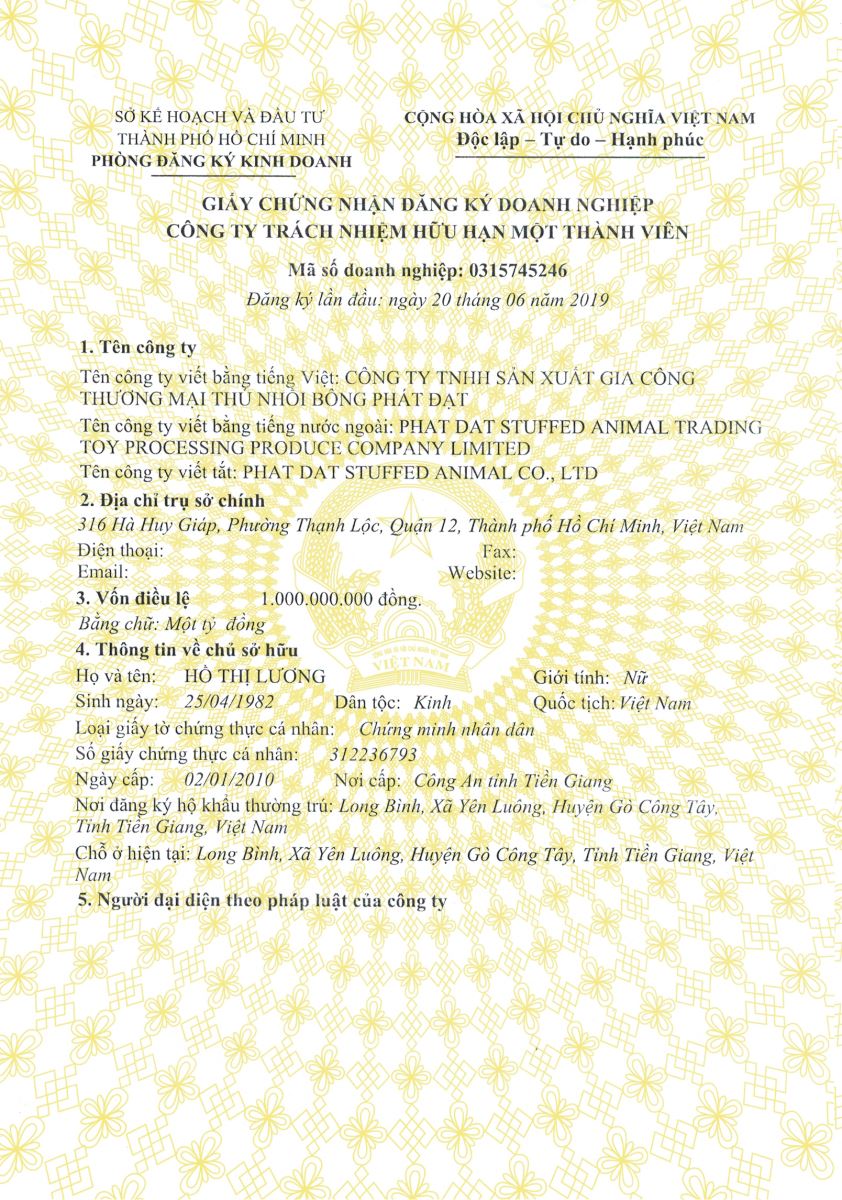 SỞ KẾ HOẠCH VÀ ĐẦU TƯ
THÀNH PHỐ HỒ CHÍ MINH
PHÒNG ĐĂNG KÝ KINH DOANH
CỘNG HÒA XÃ HỘI CHỦ NGHĨA VIỆT NAM
Độc lập – Tự do – Hạnh phúc
GIẤY CHỨNG NHẬN ĐĂNG KÝ DOANH NGHIỆP
CÔNG TY TRÁCH NHIỆM HỮU HẠN MỘT THÀNH VIÊN
Mã số doanh nghiệp: 0315745246
Đăng ký lần đầu: ngày 20 tháng 06 năm 2019
1. Tên công ty
Tên công ty viết bằng tiếng Việt: CÔNG TY TNHH SẢN XUẤT GIA CÔNG
THƯƠNG MẠI THÚ NHỒI BÔNG PHÁT ĐẠT
Tên công ty viết bằng tiếng nước ngoài: PHAT DAT STUFFED ANIMAL TRADING
TOY PROCESSING PRODUCE COMPANY LIMITED
Tên công ty viết tắt: PHAT DAT STUFFED ANIMAL CO., LTD
2. Địa chỉ trụ sở chính
316 Hà Huy Giáp, Phường Thạnh Lộc, Quận 12, Thành phố Hồ Chí Minh, Việt Nam
Điện thoại: Fax:
Email: Website:
3. Vốn điều lệ 1.000.000.000 đồng.
Bằng chữ: Một tỷ đồng
4. Thông tin về chủ sở hữu
Họ và tên: HỒ THỊ LƯƠNG Giới tính: Nữ
Sinh ngày: 25/04/1982 Dân tộc: Kinh Quốc tịch: Việt Nam
Loại giấy tờ chứng thực cá nhân: Chứng minh nhân dân
Số giấy chứng thực cá nhân: 312236793
Ngày cấp: 02/01/2010 Nơi cấp: Công An tỉnh Tiền Giang
Nơi đăng ký hộ khẩu thường trú: Long Bình, Xã Yên Luông, Huyện Gò Công Tây,
Tỉnh Tiền Giang, Việt Nam
Chỗ ở hiện tại: Long Bình, Xã Yên Luông, Huyện Gò Công Tây, Tỉnh Tiền Giang, Việt
Nam
5. Người đại diện theo pháp luật của công ty
VIỆT NAM